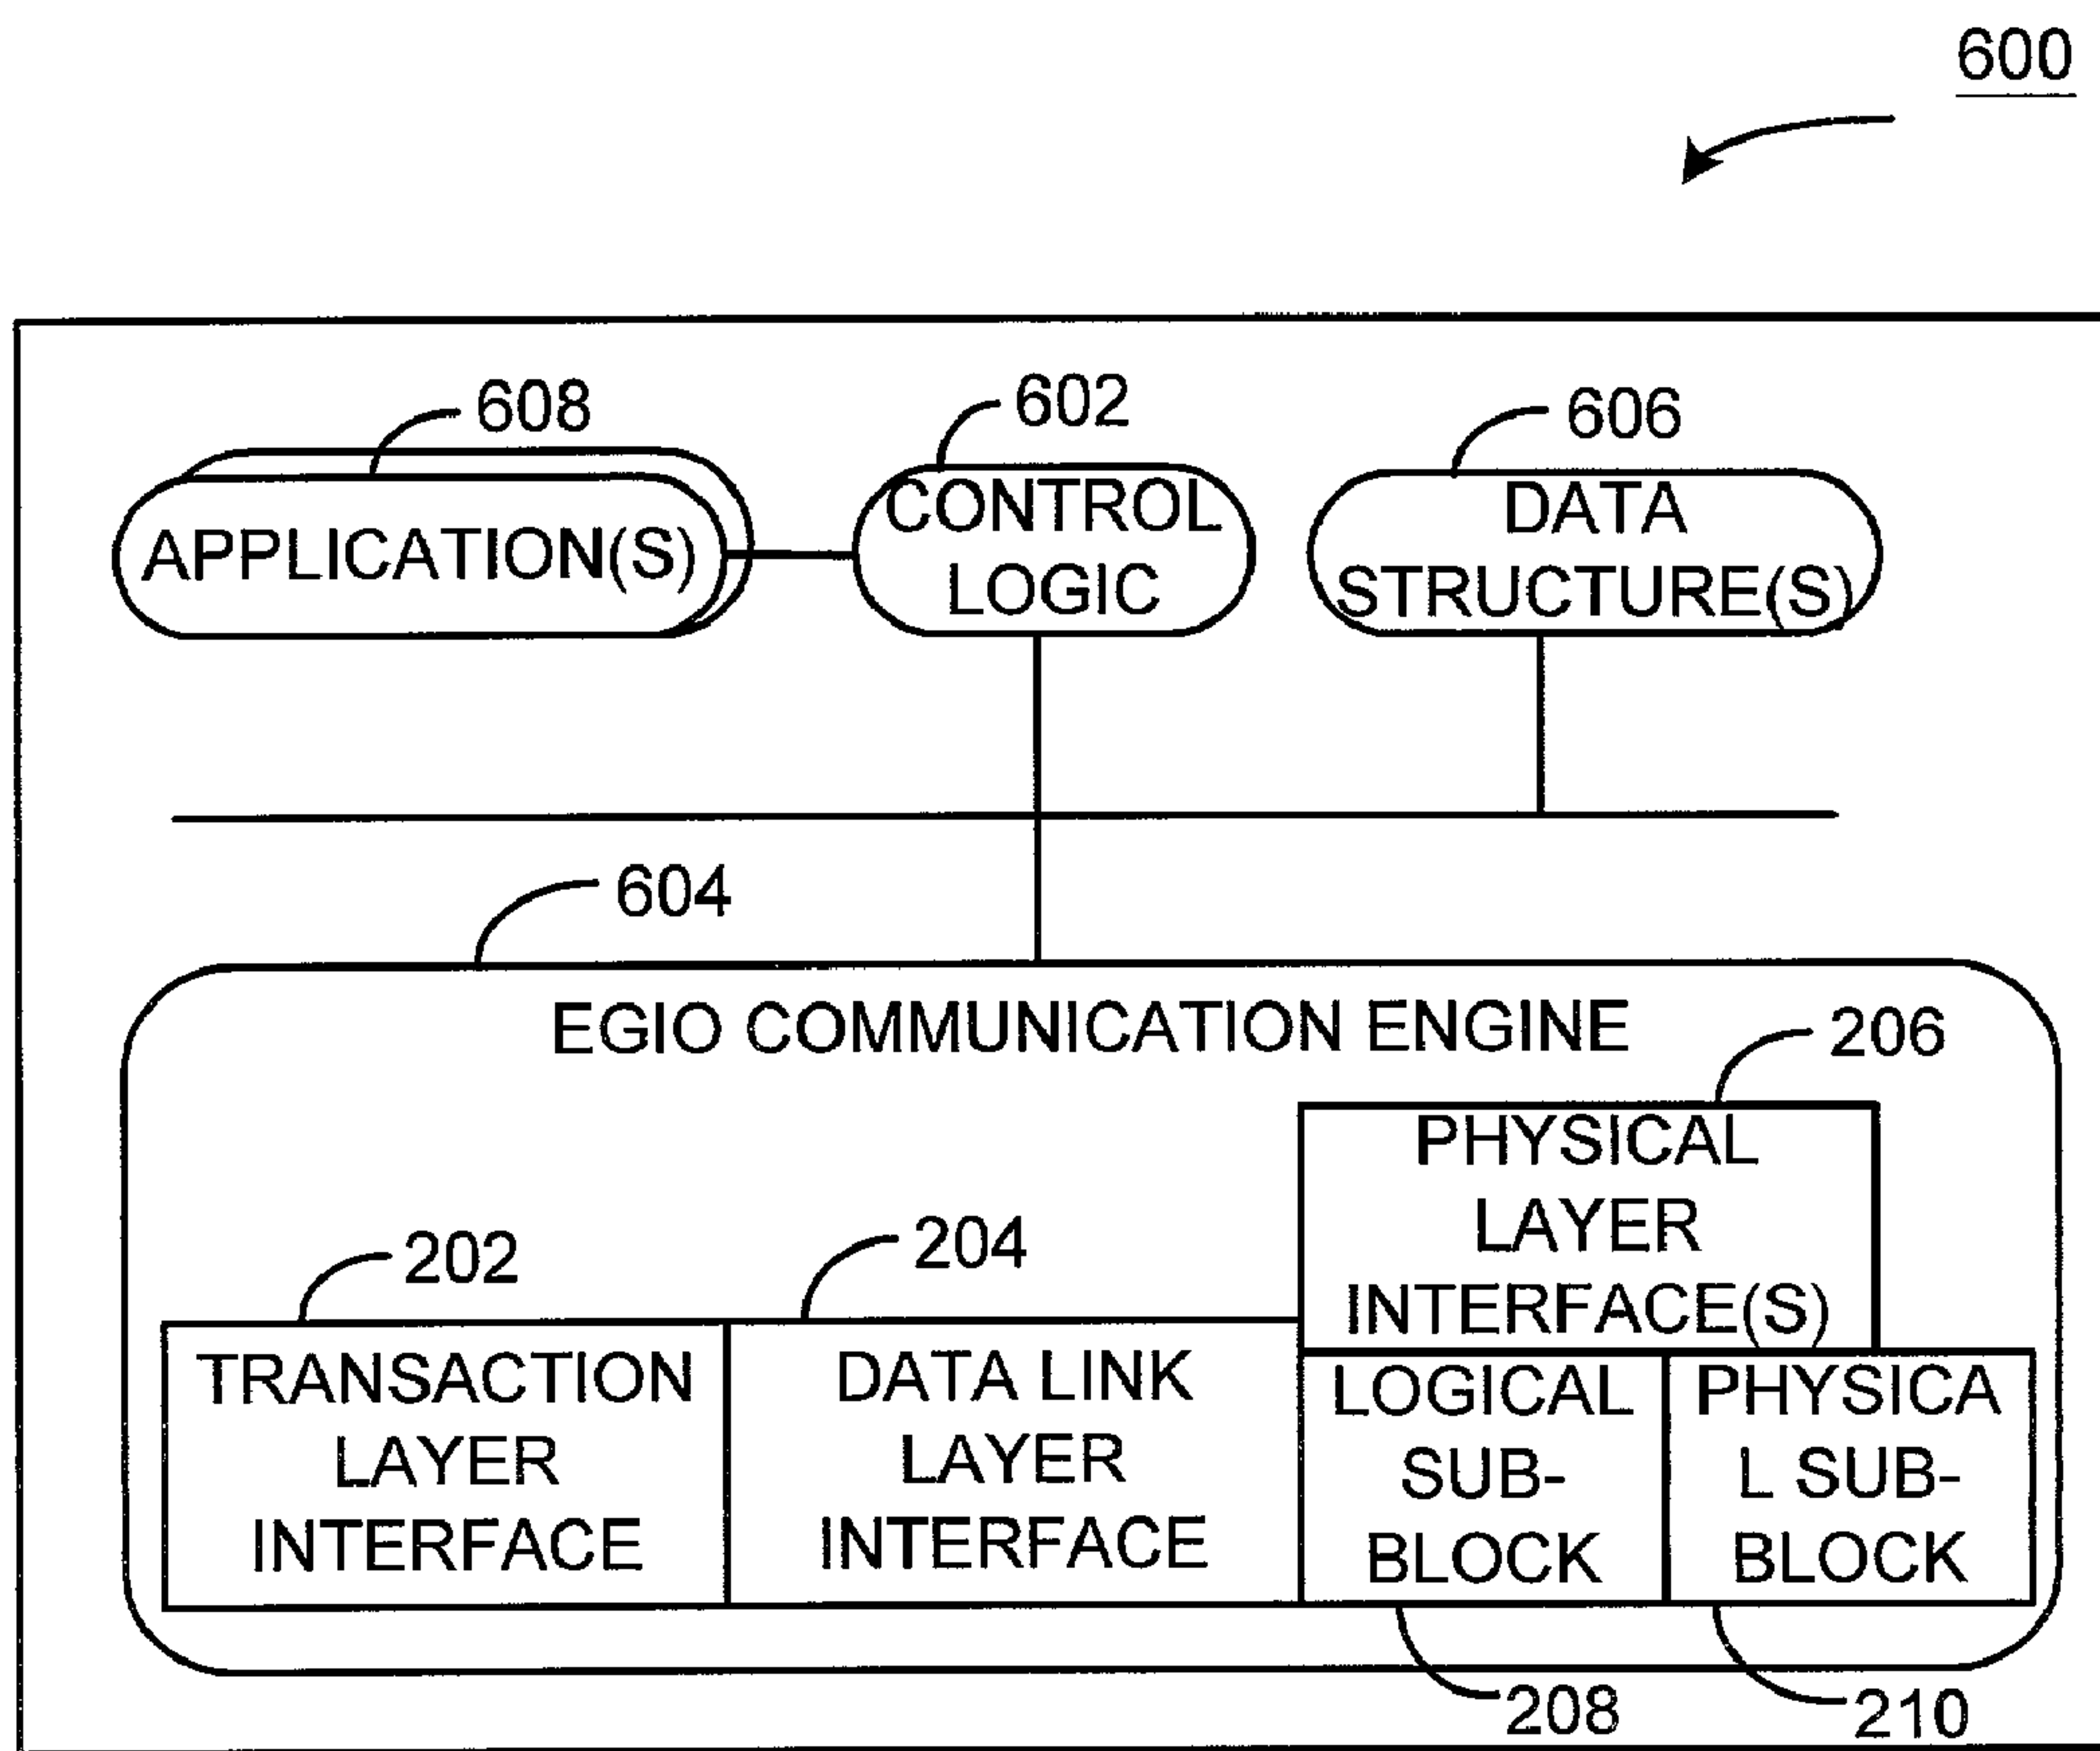 600
608
602
606
APPLICATION(S)
CONTROL
LOGIC
DATA
STRUCTURE(S)
604
EGIO COMMUNICATION ENGINE
206
PHYSICAL
LAYER
INTERFACE(S)
202
204
TRANSACTION
LAYER
INTERFACE
DATA LINK
LAYER
INTERFACE
LOGICAL
SUB-
BLOCK
PHYSICA
L SUB-
BLOCK
208
210